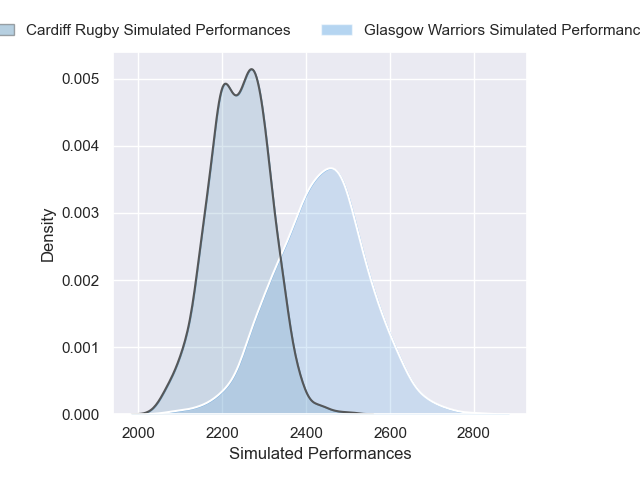 Cardiff Rugby Simulated Performances
Glasgow Warriors Simulated
0.005
0.004
0.003
0.002
0.001
0.000
Density
2000 2200 2400 2600 2800
Simulated Performances